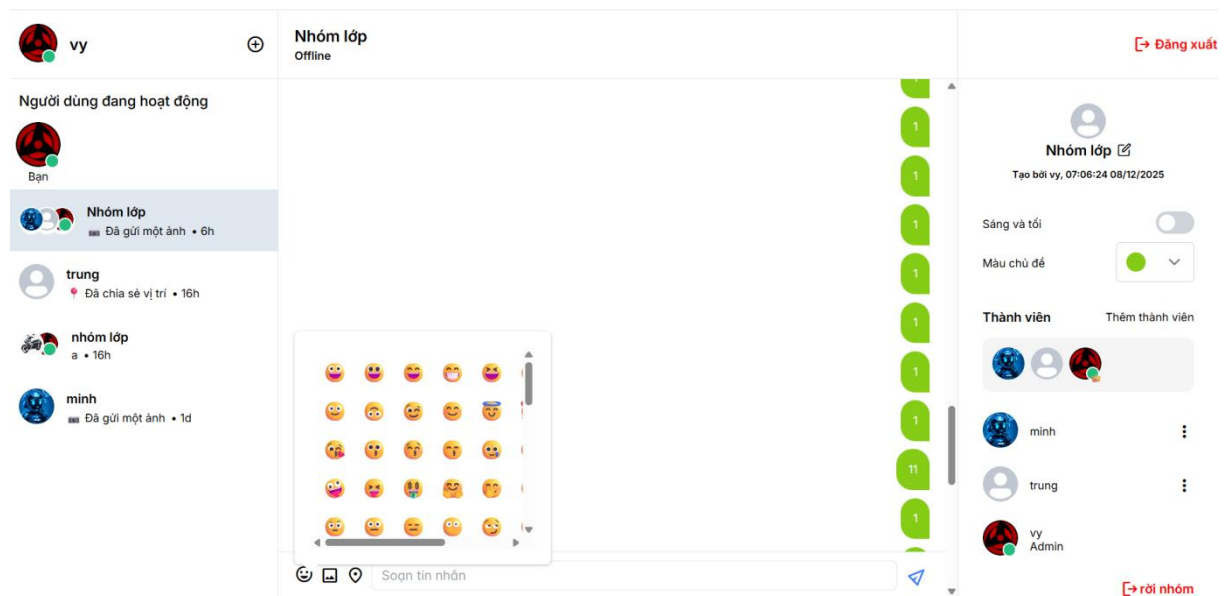 vy
Người dùng đang hoạt động
Bạn
Nhóm lớp
Đã gửi một ảnh • 6h
trung
Đã chia sẻ vị trí • 16h
nhóm lớp
a • 16h
minh
Đã gửi một ảnh • 1d
Nhóm lớp
Offline
1
1
1
1
1
1
1
11
1
Soạn tin nhắn
Đăng xuất
Nhóm lớp
Tạo bởi vy, 07:06:24 08/12/2025
Sáng và tối
Màu chủ đề
Thành viên
Thêm thành viên
minh
trung
vy
Admin
rời nhóm